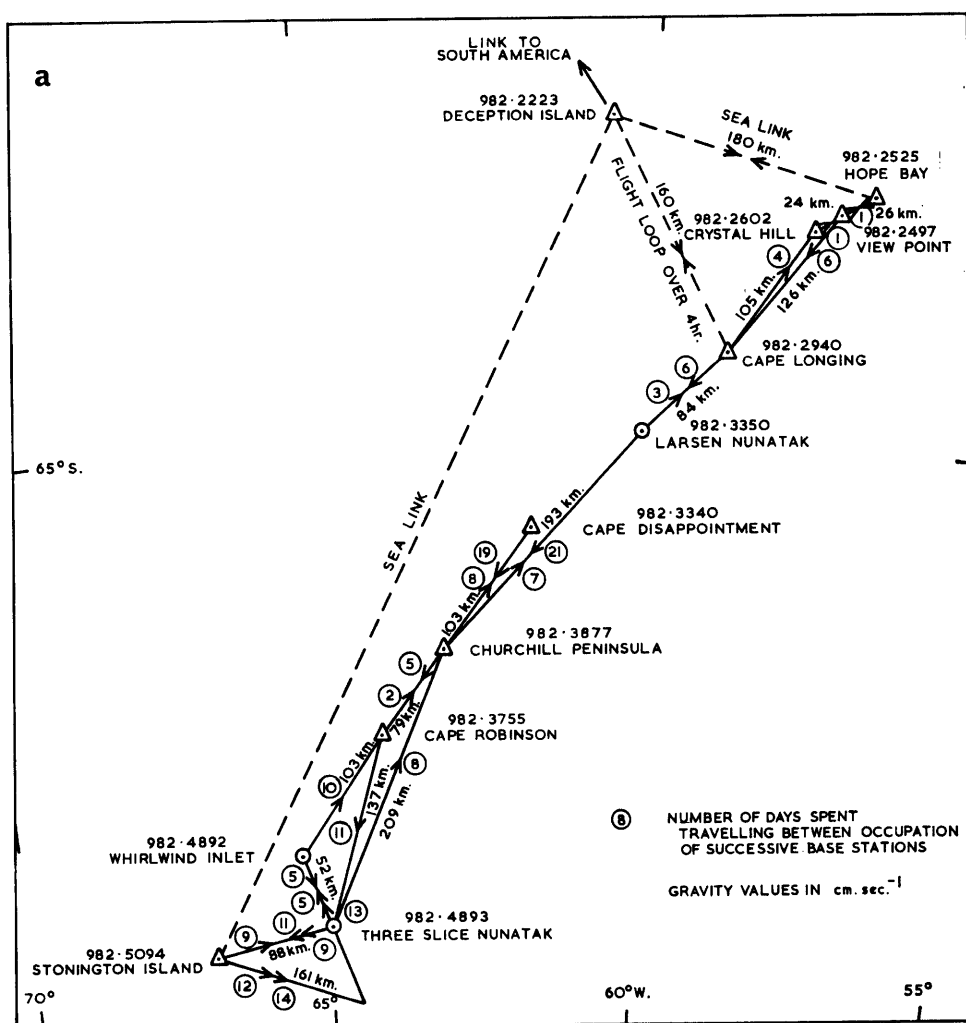 a
LINK TO
SOUTH AMERICA
982·2223
DECEPTION ISLAND
SEA LINK
180 km.
982·2525
HOPE BAY
24 km.
26 km.
1
982·2602
CRYSTAL HILL
982·2497
VIEW POINT
1
FLIGHT LOOP OVER 4hr.
160 km.
4
6
105 km.
126 km.
982·2940
CAPE LONGING
6
3
84 km.
982·3350
LARSEN NUNATAK
65° S.
193 km.
982·3340
CAPE DISAPPOINTMENT
SEA LINK
19
21
8
7
103 km.
982·3877
CHURCHILL PENINSULA
5
2
79km.
982·3755
CAPE ROBINSON
103 km.
8
10
137 km.
209 km.
11
8
NUMBER OF DAYS SPENT
TRAVELLING BETWEEN OCCUPATION
OF SUCCESSIVE BASE STATIONS
GRAVITY VALUES IN cm. sec.⁻¹
982·4892
WHIRLWIND INLET
52 km.
5
5
13
982·4893
THREE SLICE NUNATAK
11
9
9
88km.
982·5094
STONINGTON ISLAND
161 km.
12
14
70°
65°
60°W.
55°